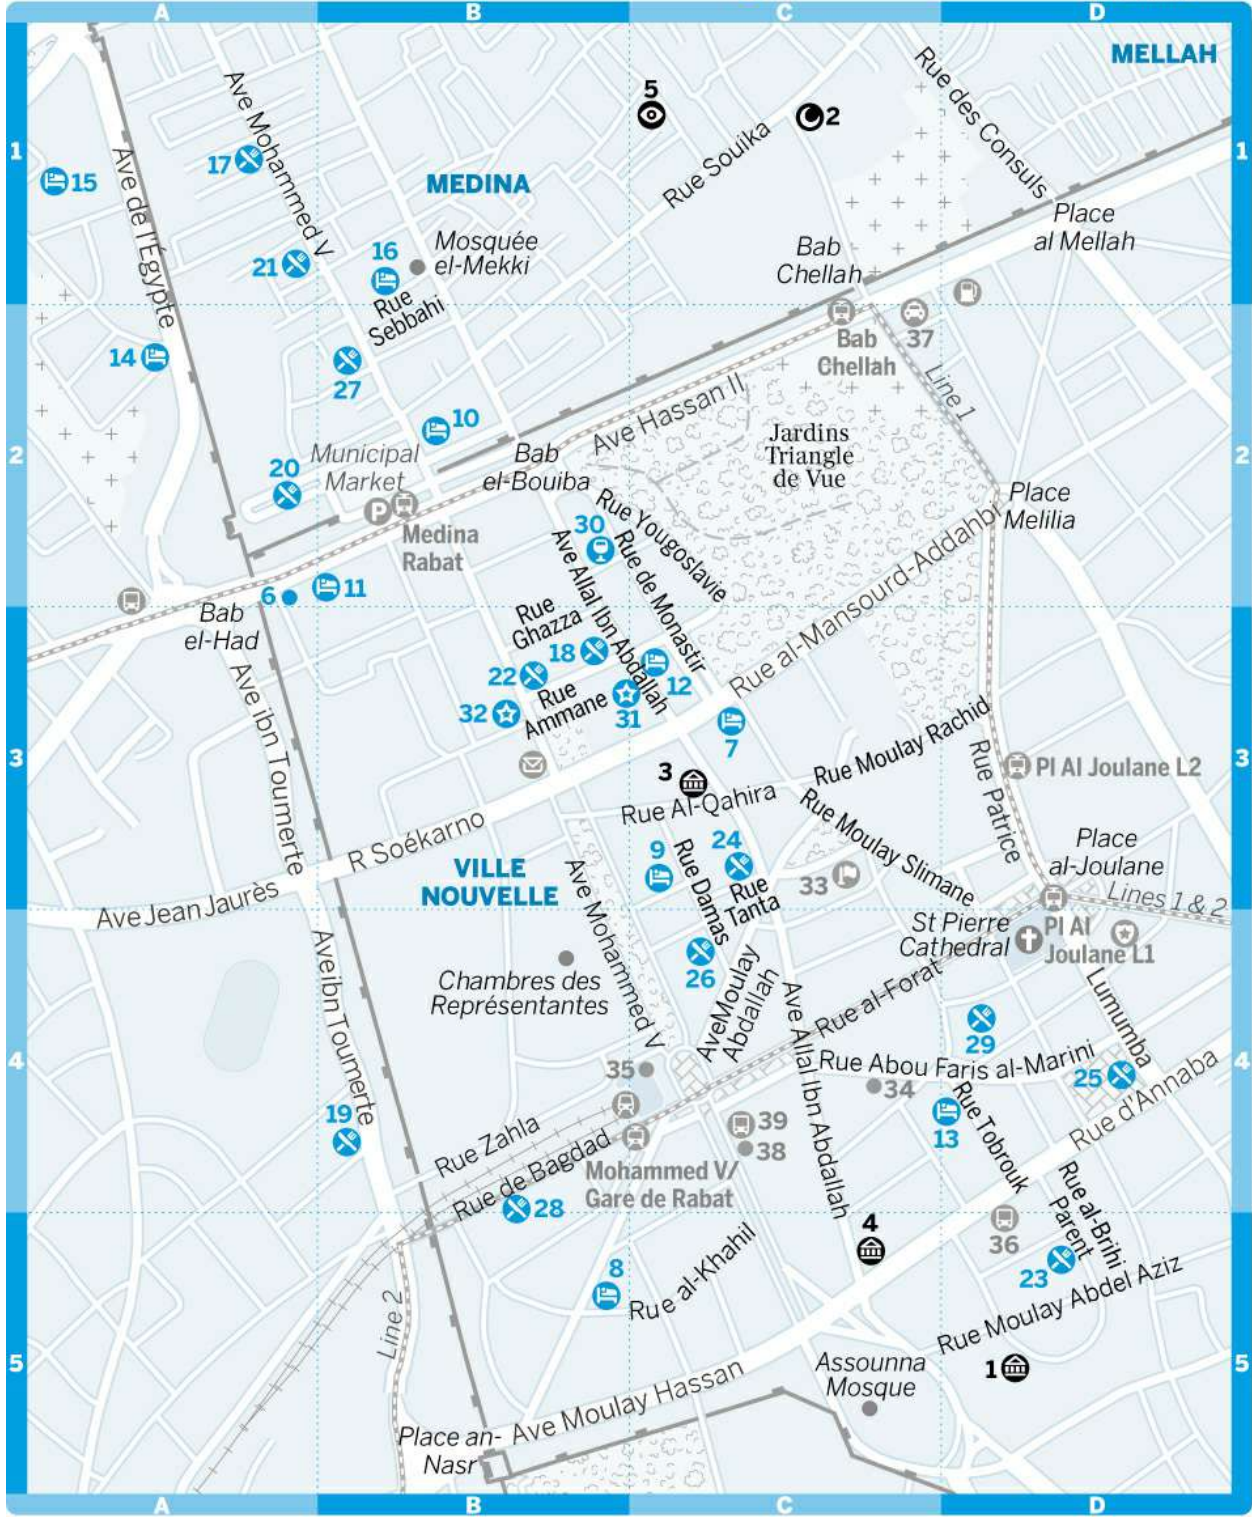 A
B
C
D
MELLAH
5
2
Rue des Consuls
Ave Mohammed V
Rue Souika
1
1
17
15
MEDINA
Ave de l'Égypte
Place
al Mellah
Mosquée
el-Mekki
16
21
Bab
Chellah
Rue
Sebbahi
14
27
Bab
Chellah
37
Line 1
Ave Hassan II
10
Jardins
Triangle
de Vue
2
2
20
Municipal
Market
Bab
el-Bouiba
P
Place
Melilia
Medina
Rabat
30
Rue Yougoslavie
Rue de Monastir
Ave Allal Ibn Abdallah
6
11
Bab
el-Had
Rue
Ghazza
18
22
12
Rue al-Mansourd-Addahbi
Rue
Ammane
32
31
7
Ave ibn Toumerte
3
3
3
Rue Moulay Rachid
Rue Patrice
Pl Al Joulane L2
Rue Al-Qahira
Rue Moulay Slimane
R Soékarno
VILLE
NOUVELLE
9
24
Rue Damas
Rue
Tanta
33
Place
al-Joulane
Lines 1 & 2
Ave Jean Jaurès
Ave Mohammed V
St Pierre
Cathedral
Pl Al
Joulane L1
Ave ibn Toumerte
26
Chambres des
Représentantes
Ave Moulay
Abdallah
Ave Allal Ibn Abdallah
Rue al-Forat
29
Lumumba
4
4
35
Rue Abou Faris al-Marini
34
25
Rue d'Annaba
19
39
38
13
Rue Tobrouk
Rue Zahla
Rue de Bagdad
Mohammed V/
Gare de Rabat
28
4
36
Rue al-Brihi
Parent
23
8
Rue al-Khahil
Rue Moulay Abdel Aziz
Line 2
5
5
1
Assounna
Mosque
Ave Moulay Hassan
Place an-
Nasr
A
B
C
D